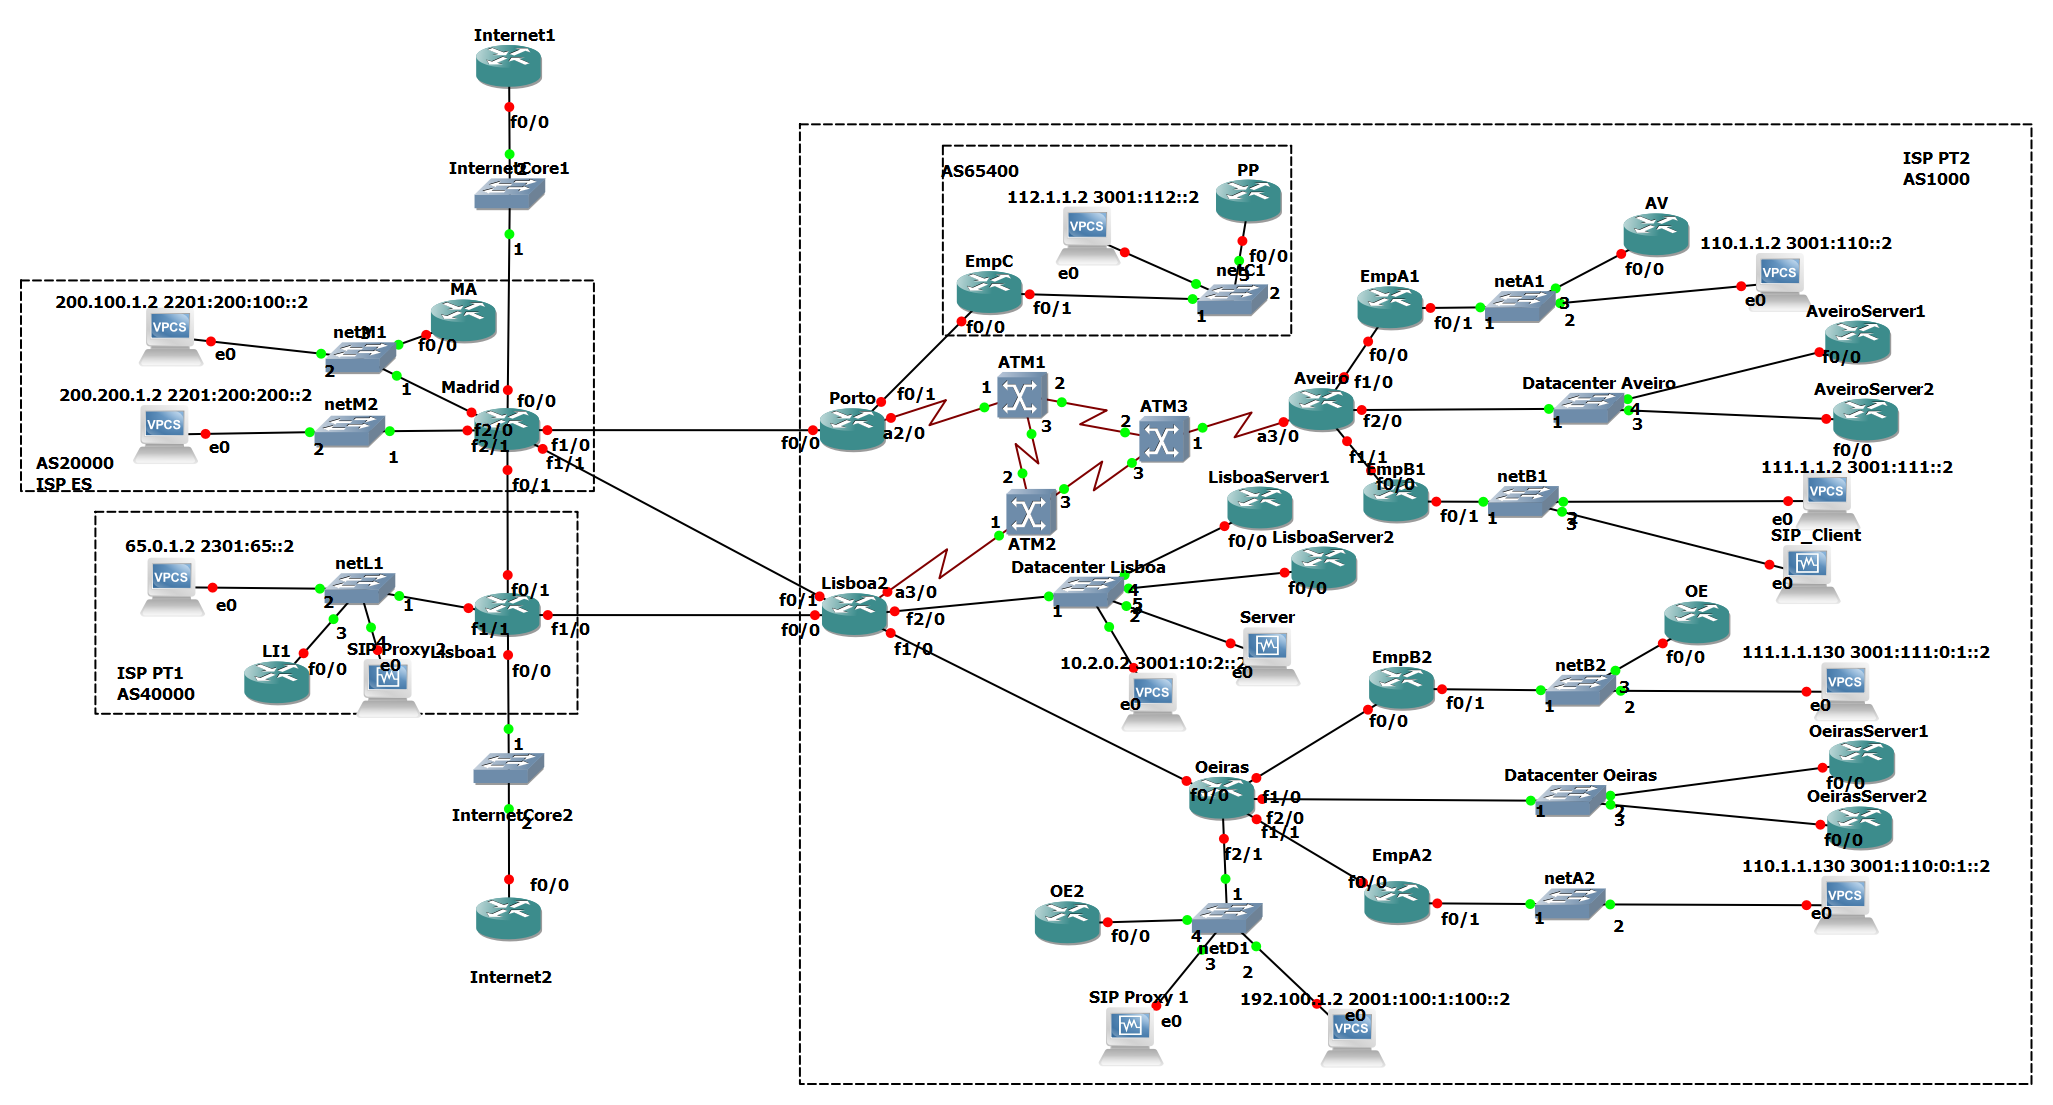 Internet1
f0/0
InternetCore1
2
1
ISP PT2
AS1000
AS65400
PP
112.1.1.2 3001:112::2
e0
f0/0
3
netC1
2
1
EmpC
f0/1
f0/0
AV
f0/0
110.1.1.2 3001:110::2
e0
EmpA1
f0/1
f0/0
netA1
1
3
2
AveiroServer1
f0/0
Datacenter Aveiro
1
4
3
AveiroServer2
f0/0
200.100.1.2 2201:200:100::2
e0
MA
f0/0
netM1
3
2
1
200.200.1.2 2201:200:200::2
e0
netM2
2
1
Madrid
f0/0
f2/0
f2/1
f1/0
f1/1
f0/1
AS20000
ISP ES
Porto
f0/1
f0/0
a2/0
ATM1
1
2
3
ATM3
2
1
3
Aveiro
f1/0
a3/0
f2/0
f1/1
EmpB1
f0/0
f0/1
netB1
1
2
3
111.1.1.2 3001:111::2
e0
SIP_Client
e0
ATM2
2
1
3
LisboaServer1
f0/0
LisboaServer2
f0/0
Datacenter Lisboa
1
4
5
2
Server
e0
10.2.0.2 3001:10:2::2
e0
65.0.1.2 2301:65::2
e0
netL1
2
1
3
4
f0/1
f1/1
f1/0
LI1
f0/0
SIP Proxy2
e0
Lisboa1
f0/0
ISP PT1
AS40000
Lisboa2
f0/1
f0/0
a3/0
f2/0
f1/0
OE
f0/0
EmpB2
f0/1
f0/0
netB2
1
3
2
111.1.1.130 3001:111:0:1::2
e0
1
InternetCore2
2
f0/0
Internet2
Oeiras
f0/0
f1/0
f2/0
f1/1
f2/1
Datacenter Oeiras
1
2
3
OeirasServer1
f0/0
OeirasServer2
f0/0
EmpA2
f0/0
f0/1
netA2
1
2
110.1.1.130 3001:110:0:1::2
e0
OE2
f0/0
1
4
netD1
3
2
SIP Proxy 1
e0
192.100.1.2 2001:100:1:100::2
e0
VPCS
VPCS
VPCS
VPCS
VPCS
VPCS
VPCS
VPCS
VPCS
VPCS